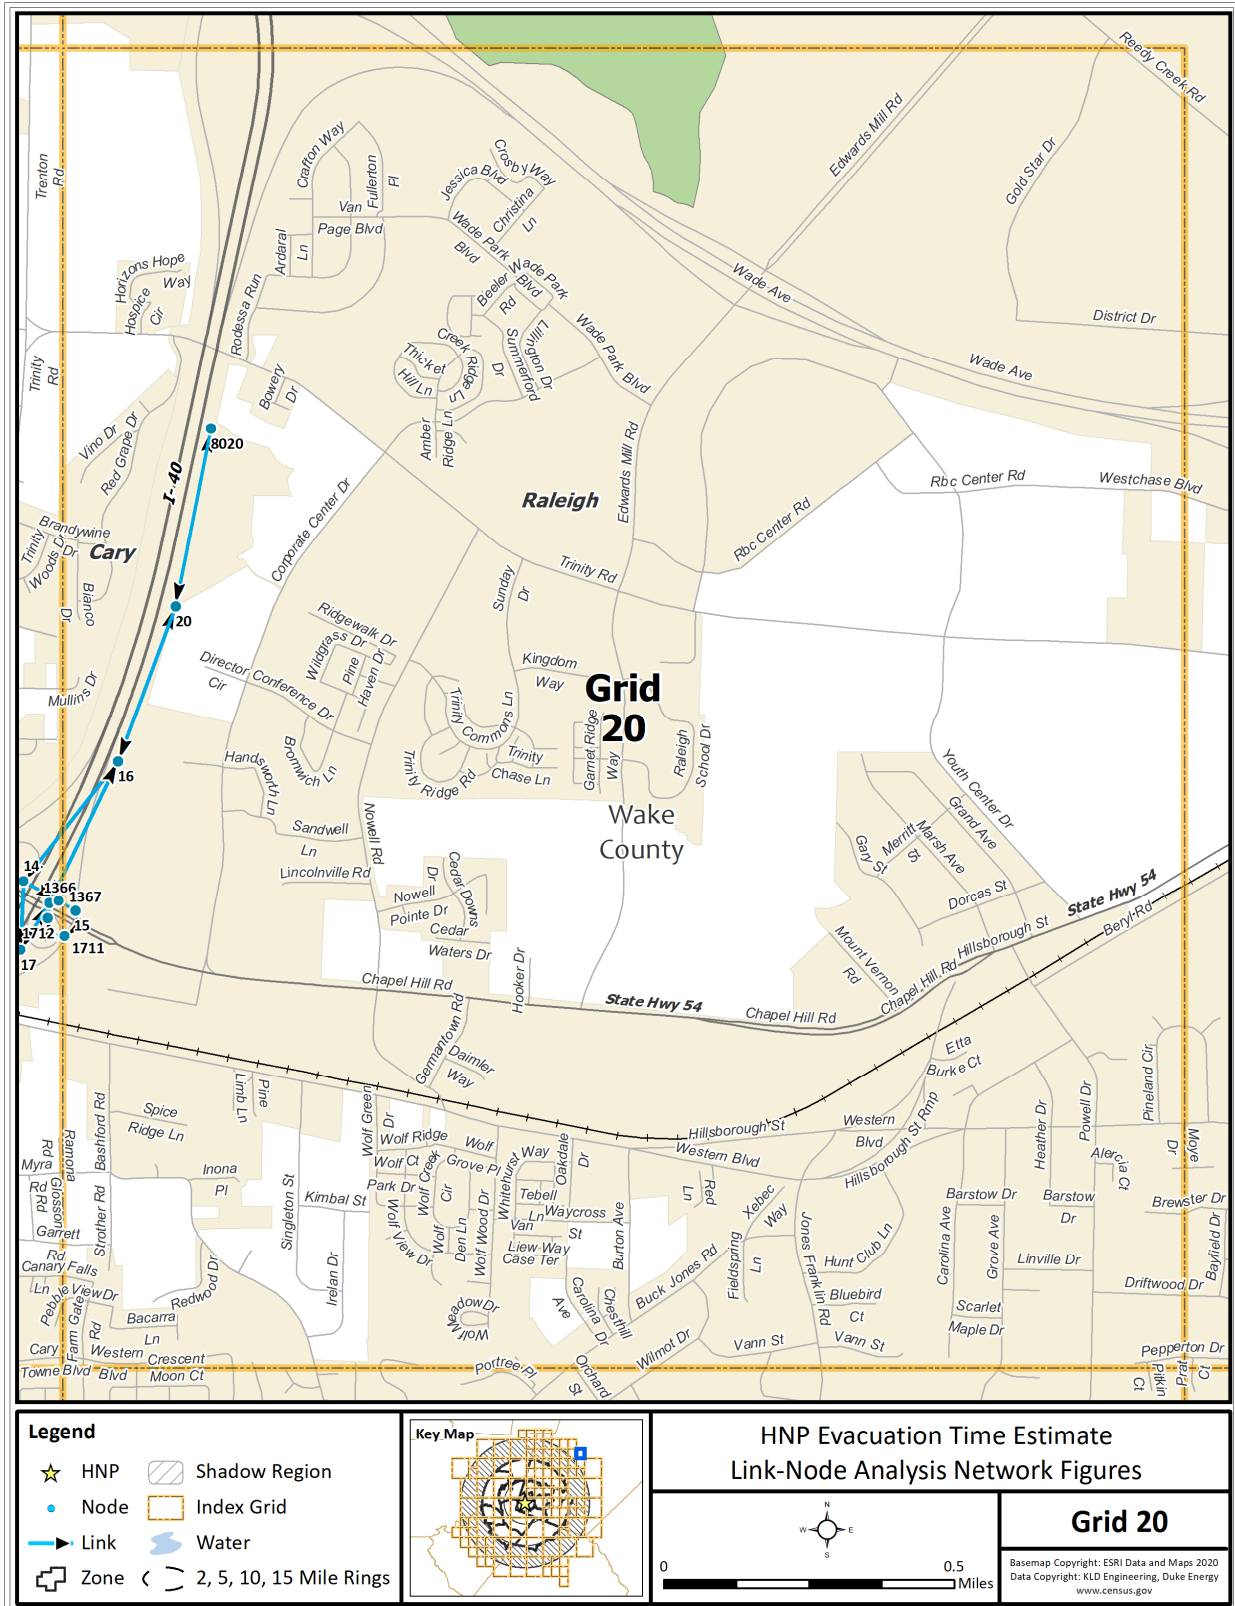 Reedy Creek Rd
Edwards Mill Rd
Gold Star Dr
Trenton
Rd
Crafton Way
Fullerton
Pl
Van
Page Blvd
Ardaral
Ln
Jessica Blvd
Crosby Way
Christina
Ln
Wade Park
Blvd
Wade Park
Blvd
Beeler
Rd
Wade Ave
Horizons Hope
Way
Hospice
Cir
Rodessa Run
District Dr
Wade Park Blvd
Wade Ave
Lillington Dr
Summerford
Dr
Creek Ridge
Ln
Thicket
Hill Ln
Trinity
Rd
Bowery
Dr
Amber
Ridge Ln
Vino Dr
Red Grape Dr
8020
I-40
Edwards Mill Rd
Raleigh
Rbc Center Rd
Westchase Blvd
Corporate Center Dr
Rbc Center Rd
Brandywine
Dr
Cary
Trinity
Woods Dr
Bianco
Dr
Trinity Rd
Sunday
Dr
20
Ridgewalk Dr
Wildgrass Dr
Pine
Haven Dr
Director
Cir
Conference Dr
Kingdom
Way
Grid
20
Mullins Dr
Trinity
Commons Ln
Trinity
Chase Ln
Trinity Ridge Rd
Garnet Ridge
Way
Raleigh
School Dr
Handsworth Ln
Bromwich Ln
16
Youth Center Dr
Grand Ave
Marsh Ave
Merritt
St
Gary St
Dorcas St
Wake
County
Sandwell
Ln
Lincolnville Rd
Nowell Rd
Cedar Downs
Dr
Nowell
Pointe Dr
Cedar
Waters Dr
14
1366
1367
15
1712
1711
17
State Hwy 54
Beryl Rd
Hillsborough St
Chapel Hill Rd
Mount Vernon
Rd
Chapel Hill Rd
Hooker Dr
State Hwy 54
Chapel Hill Rd
Germantown Rd
Daimler
Way
Etta
Burke Ct
Limb Ln
Pine
Bashford Rd
Spice
Ridge Ln
Wolf Green
Dr
Hillsborough St
Western
Blvd
Western Blvd
Hillsborough St Rmp
Heather Dr
Powell Dr
Pineland Cir
Moye
Dr
Alercia Ct
Ramona
Rd
Myra
Rd
Glosson
Rd
Garrett
Rd
Strother Rd
Inona
Pl
Singleton St
Kimbal St
Wolf Ridge
Wolf
Way
Wolf Ct
Grove Pl
Park Dr
Wolf Creek
Cir
Whitehurst
Oakdale
Dr
Tebell
Ln
Waycross
St
Van
Liew Way
Case Ter
Wolf View Dr
Wolf
Den Ln
Wolf Wood Dr
Burton Ave
Red
Ln
Xebec
Way
Fieldspring
Ln
Buck Jones Rd
Jones Franklin Rd
Hunt Club Ln
Bluebird
Ct
Barstow Dr
Barstow
Dr
Brewster Dr
Bayfield Dr
Carolina Ave
Grove Ave
Linville Dr
Driftwood Dr
Scarlet
Maple Dr
Canary Falls
Ln
Pebble View Dr
Farm Gate
Rd
Redwood Dr
Bacarra
Ln
Irelan Dr
Wolf Meadow Dr
Carolina Dr
Ave
Chesthill
Wilmot Dr
Vann St
Vann St
Pepperton Dr
Cary
Towne Blvd
Western
Blvd
Crescent
Moon Ct
Portree Pl
Orchard
St
Pitkin
Ct
Prat
Ct
Legend
HNP
Shadow Region
Node
Index Grid
Link
Water
Zone
2, 5, 10, 15 Mile Rings
Key Map
HNP Evacuation Time Estimate
Link-Node Analysis Network Figures
N
W
E
S
0
0.5
Miles
Grid 20
Basemap Copyright: ESRI Data and Maps 2020
Data Copyright: KLD Engineering, Duke Energy
www.census.gov